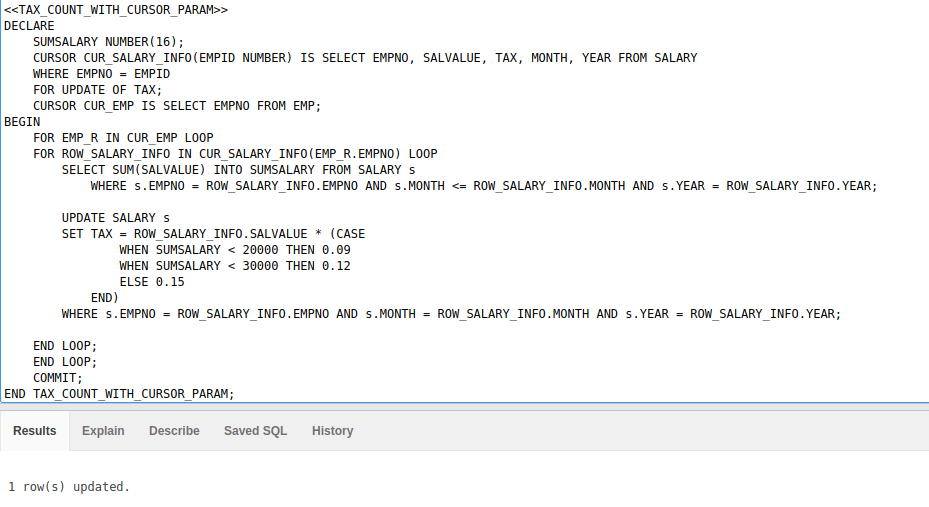 <<TAX_COUNT_WITH_CURSOR_PARAM>>
DECLARE
    SUMSALARY NUMBER(16);
    CURSOR CUR_SALARY_INFO(EMPID NUMBER) IS SELECT EMPNO, SALVALUE, TAX, MONTH, YEAR FROM SALARY
    WHERE EMPNO = EMPID
    FOR UPDATE OF TAX;
    CURSOR CUR_EMP IS SELECT EMPNO FROM EMP;
BEGIN
    FOR EMP_R IN CUR_EMP LOOP
    FOR ROW_SALARY_INFO IN CUR_SALARY_INFO(EMP_R.EMPNO) LOOP
        SELECT SUM(SALVALUE) INTO SUMSALARY FROM SALARY s
            WHERE s.EMPNO = ROW_SALARY_INFO.EMPNO AND s.MONTH <= ROW_SALARY_INFO.MONTH AND s.YEAR = ROW_SALARY_INFO.YEAR;

        UPDATE SALARY s
        SET TAX = ROW_SALARY_INFO.SALVALUE * (CASE
                WHEN SUMSALARY < 20000 THEN 0.09
                WHEN SUMSALARY < 30000 THEN 0.12
                ELSE 0.15
            END)
        WHERE s.EMPNO = ROW_SALARY_INFO.EMPNO AND s.MONTH = ROW_SALARY_INFO.MONTH AND s.YEAR = ROW_SALARY_INFO.YEAR;

    END LOOP;
    END LOOP;
    COMMIT;
END TAX_COUNT_WITH_CURSOR_PARAM;
Results Explain Describe Saved SQL History
1 row(s) updated.